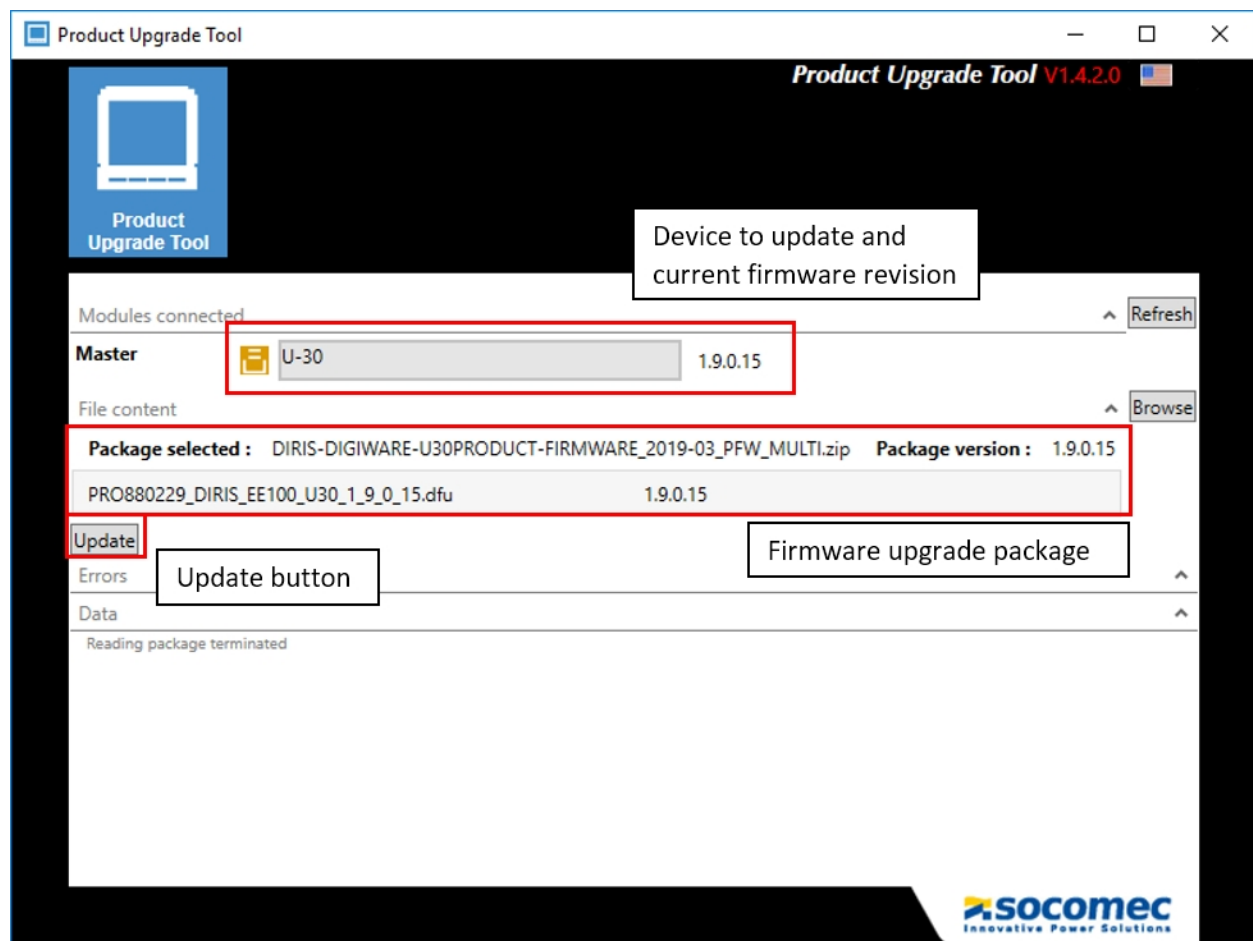 Product Upgrade Tool
Product Upgrade Tool V1.4.2.0
Product
Upgrade Tool
Device to update and
current firmware revision
Modules connected
Refresh
Master
U-30
1.9.0.15
File content
Browse
Package selected : DIRIS-DIGIWARE-U30PRODUCT-FIRMWARE_2019-03_PFW_MULTI.zip Package version : 1.9.0.15
PRO880229_DIRIS_EE100_U30_1_9_0_15.dfu 1.9.0.15
Update
Firmware upgrade package
Update button
Errors
Data
Reading package terminated
socomec
Innovative Power Solutions